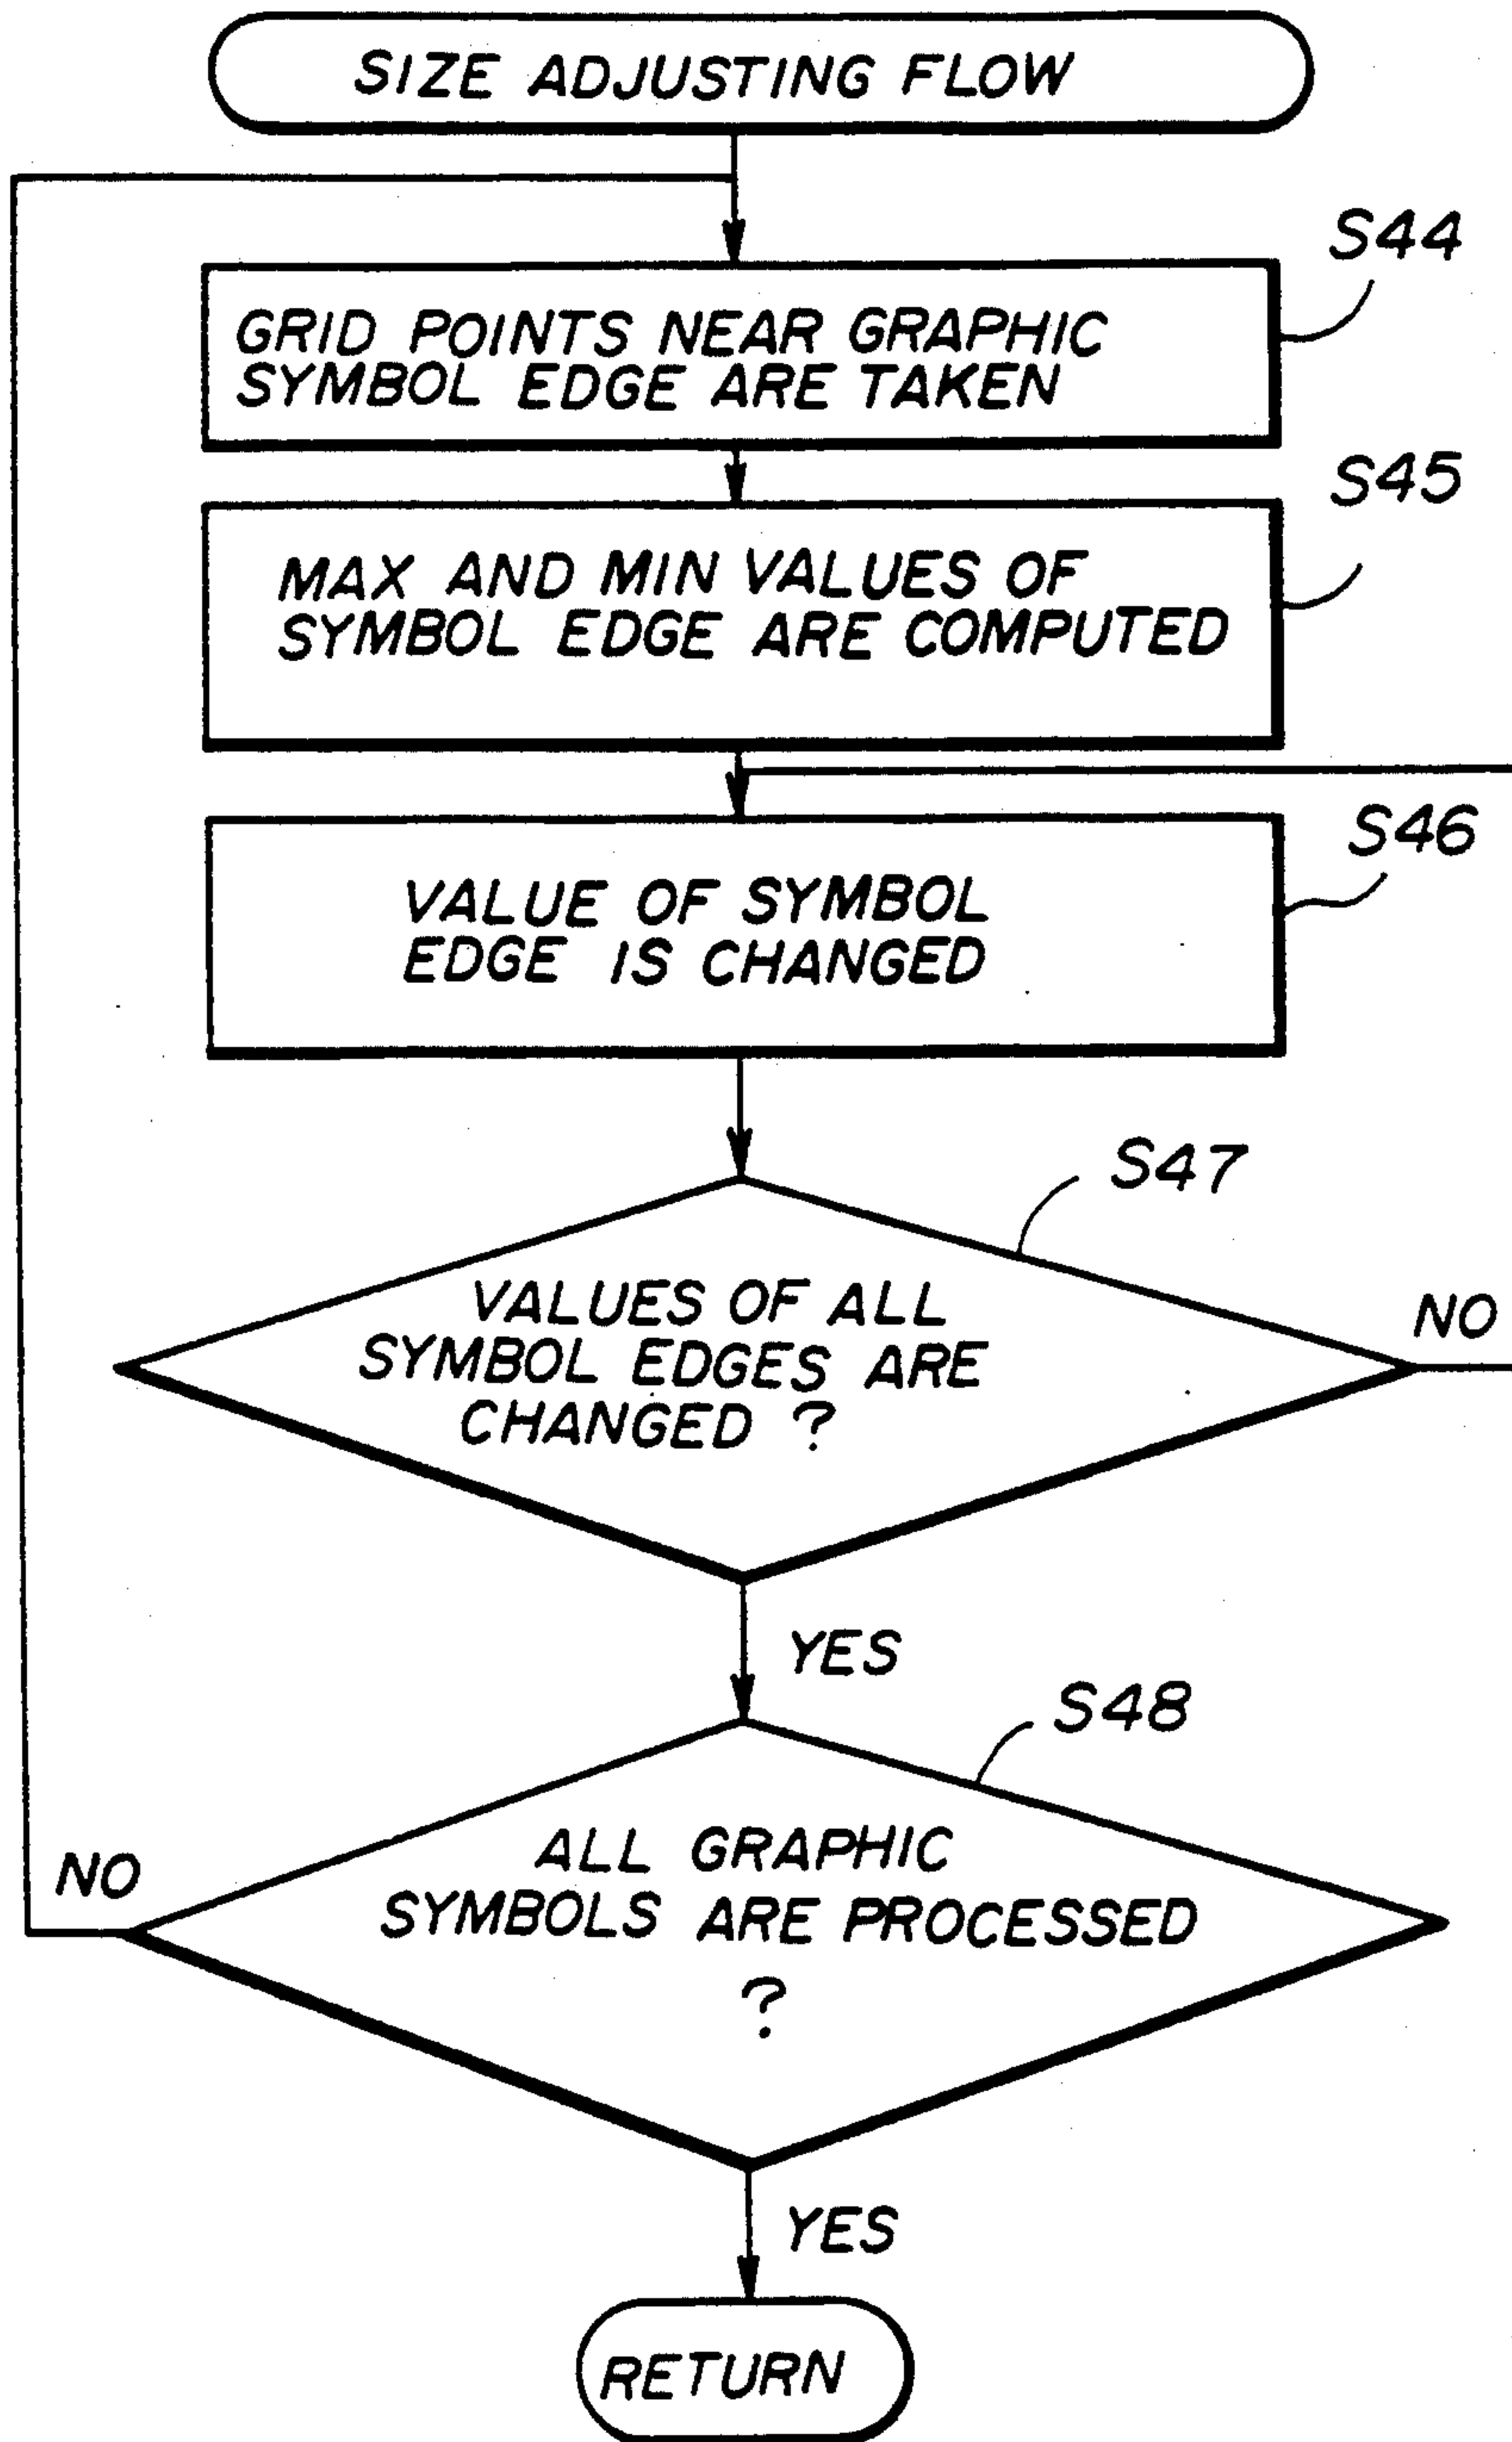 SIZE ADJUSTING FLOW
S44
GRID POINTS NEAR GRAPHIC
SYMBOL EDGE ARE TAKEN
S45
MAX AND MIN VALUES OF
SYMBOL EDGE ARE COMPUTED
S46
VALUE OF SYMBOL
EDGE IS CHANGED
S47
VALUES OF ALL
SYMBOL EDGES ARE
CHANGED ?
NO
YES
S48
ALL GRAPHIC
SYMBOLS ARE PROCESSED
?
NO
YES
RETURN